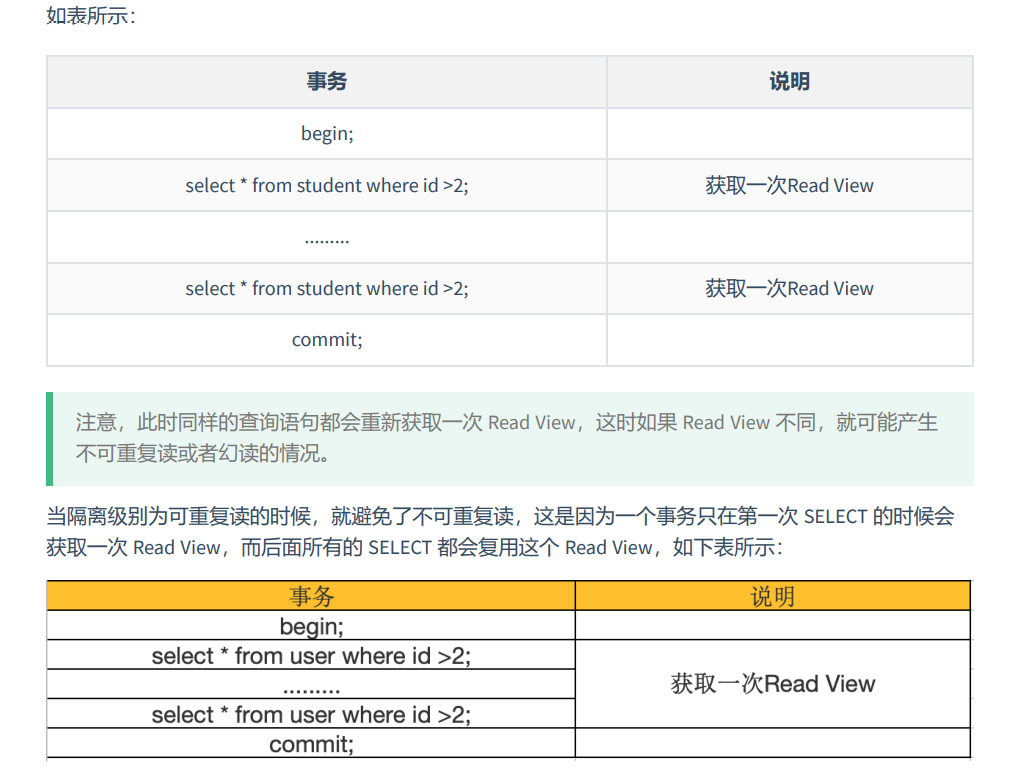 如表所示：
事务 说明
begin;
select * from student where id >2; 获取一次Read View
.........
select * from student where id >2; 获取一次Read View
commit;
注意，此时同样的查询语句都会重新获取一次 Read View，这时如果 Read View 不同，就可能产生
不可重复读或者幻读的情况。
当隔离级别为可重复读的时候，就避免了不可重复读，这是因为一个事务只在第一次 SELECT 的时候会
获取一次 Read View，而后面所有的 SELECT 都会复用这个 Read View，如下表所示：
事务 说明
begin;
select * from user where id >2;
......... 获取一次Read View
select * from user where id >2;
commit;